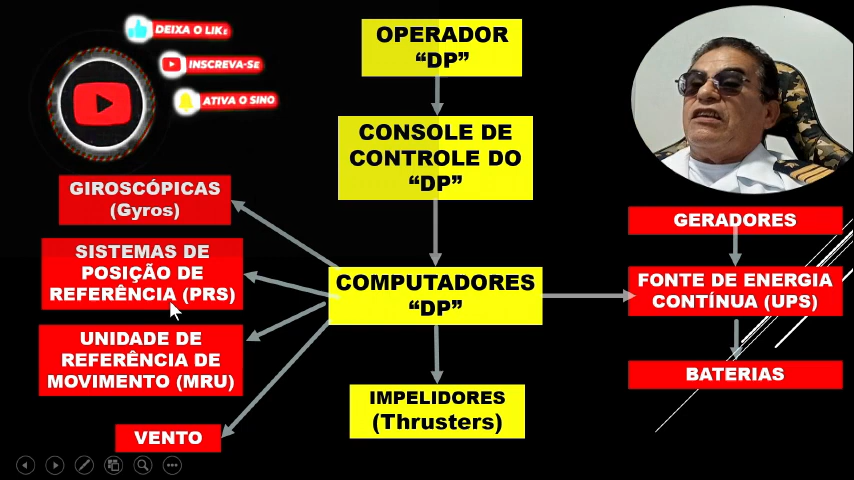 DEIXA O LIKE
INSCREVA-SE
ATIVA O SINO
OPERADOR
“DP”
CONSOLE DE
CONTROLE DO
“DP”
GIROSCÓPICAS
(Gyros)
SISTEMAS DE
POSIÇÃO DE
REFERÊNCIA (PRS)
UNIDADE DE
REFERÊNCIA DE
MOVIMENTO (MRU)
VENTO
COMPUTADORES
“DP”
IMPELIDORES
(Thrusters)
GERADORES
FONTE DE ENERGIA
CONTÍNUA (UPS)
BATERIAS